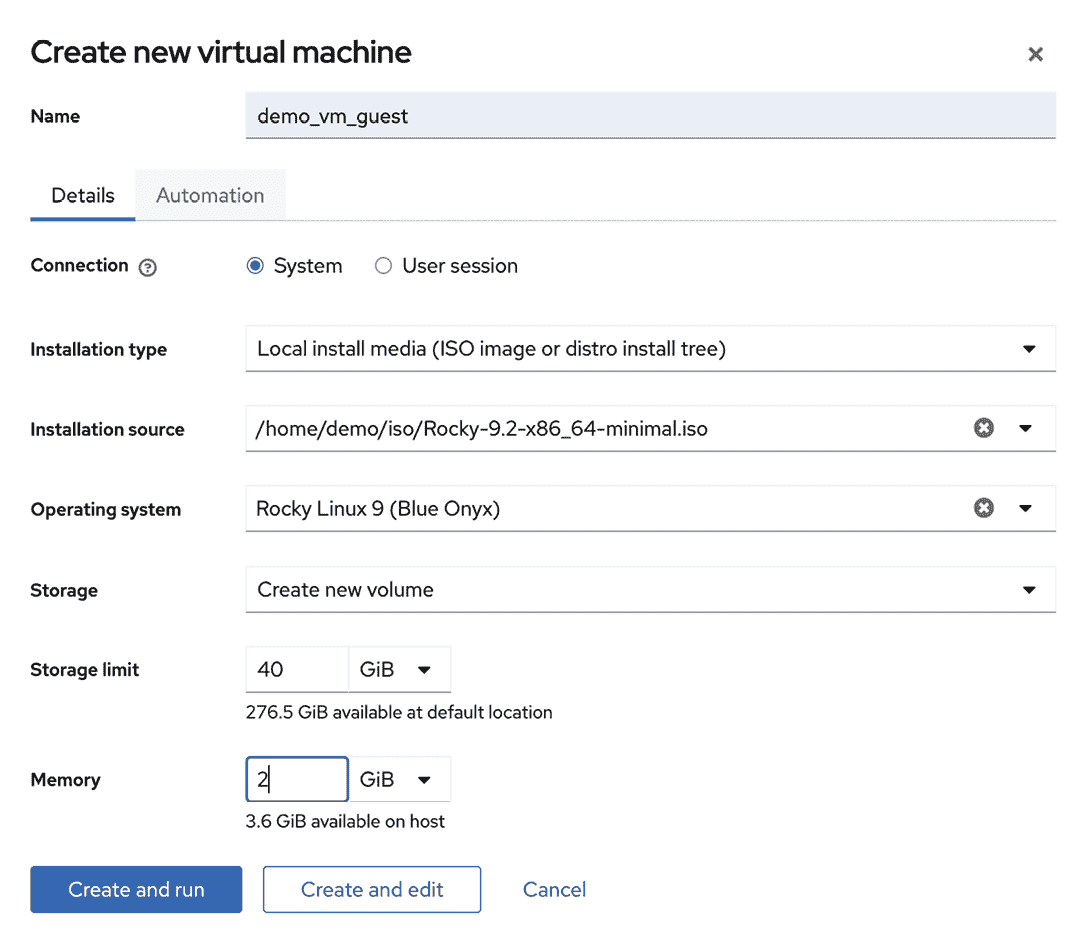 Create new virtual machine
Name demo_vm_guest
Details Automation
Connection System User session
Installation type Local install media (ISO image or distro install tree)
Installation source /home/demo/iso/Rocky-9.2-x86_64-minimal.iso
Operating system Rocky Linux 9 (Blue Onyx)
Storage Create new volume
Storage limit 40 GiB
276.5 GiB available at default location
Memory 2 GiB
3.6 GiB available on host
Create and run Create and edit Cancel